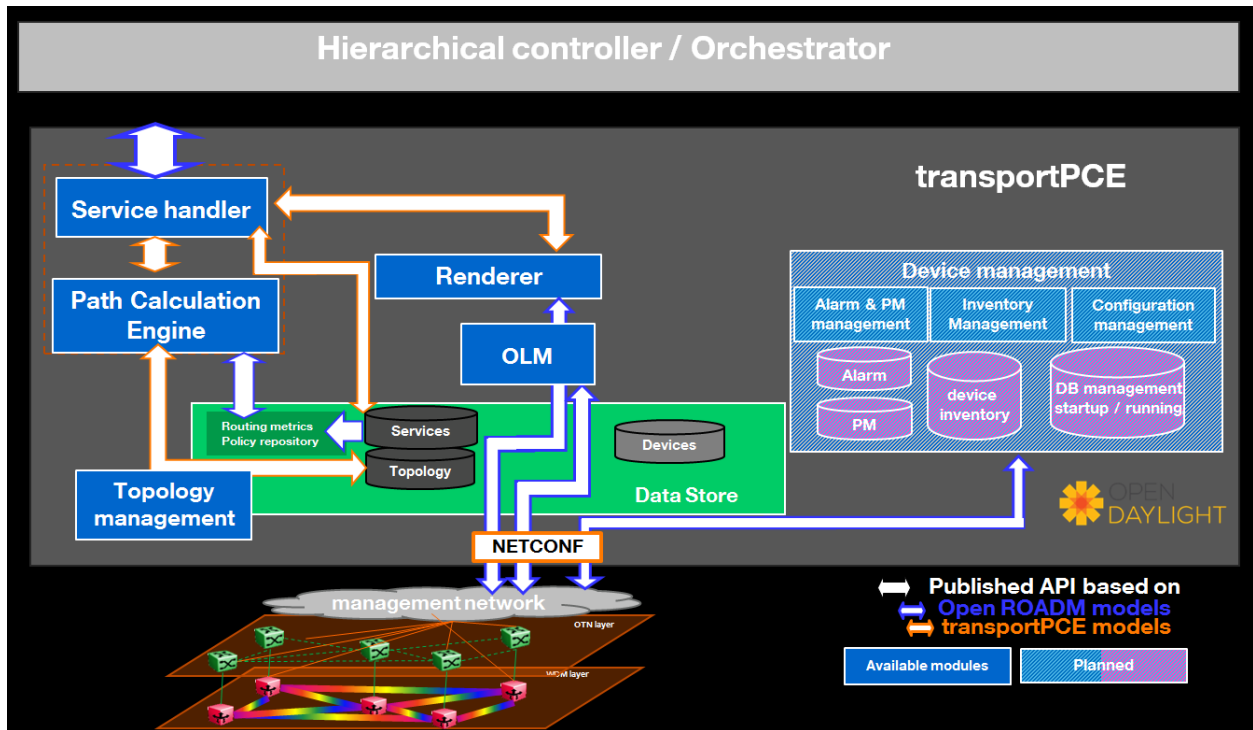 Hierarchical controller / Orchestrator
transportPCE
Service handler
Renderer
Path Calculation
Engine
OLM
Device management
Alarm & PM
management
Inventory
Management
Configuration
management
Alarm
PM
device
inventory
DB management
startup / running
Routing metrics
Policy repository
Services
Topology
Devices
Data Store
Topology
management
OPEN
DAYLIGHT
NETCONF
management network
OTN layer
WDM layer
Published API based on
Open ROADM models
transportPCE models
Available modules
Planned